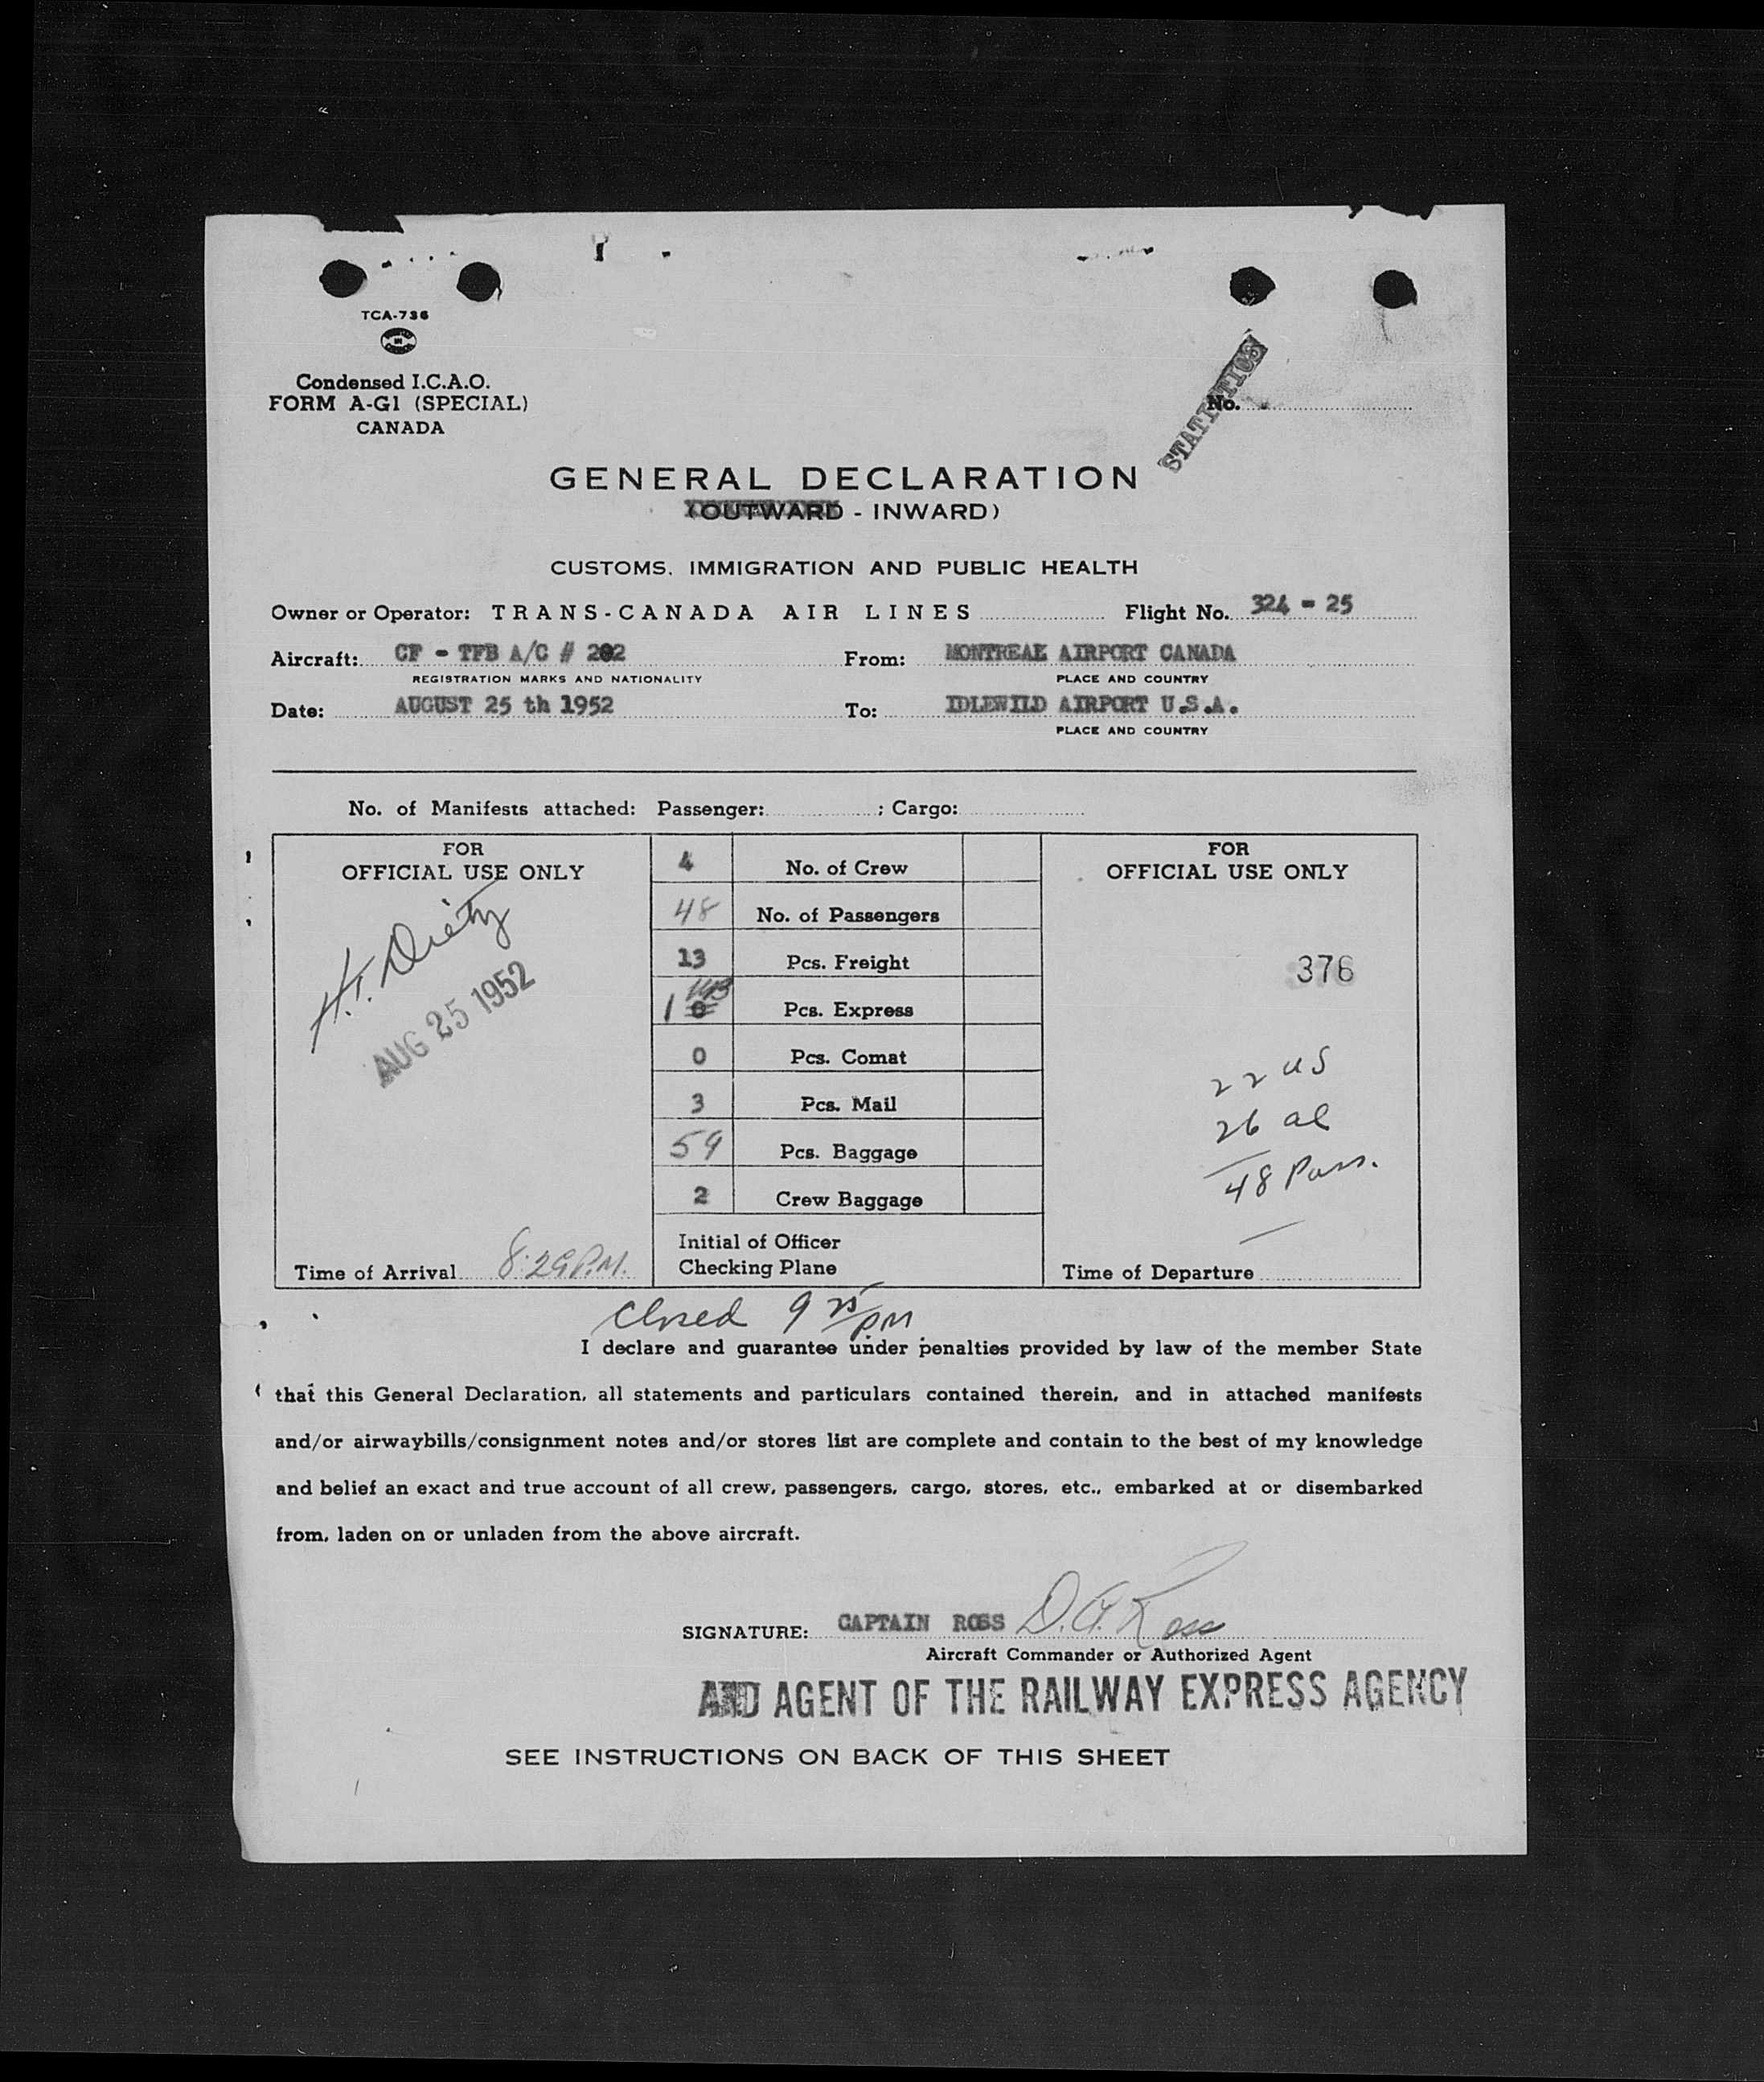 TCA-736
Condensed I.C.A.O.
FORM A-G1 (SPECIAL)
CANADA
STATISTICS
No.
GENERAL DECLARATION
(OUTWARD - INWARD)
CUSTOMS, IMMIGRATION AND PUBLIC HEALTH
Owner or Operator: TRANS-CANADA AIR LINES Flight No. 324 - 25
Aircraft: CF - TFB A/C # 202 From: MONTREAL AIRPORT CANADA
REGISTRATION MARKS AND NATIONALITY PLACE AND COUNTRY
Date: AUGUST 25 th 1952 To: IDLEWILD AIRPORT U.S.A.
PLACE AND COUNTRY
No. of Manifests attached: Passenger: ; Cargo:
FOR
OFFICIAL USE ONLY
H. Dietz
AUG 25 1952
Time of Arrival 8:29 P.M.
4 No. of Crew
48 No. of Passengers
13 Pcs. Freight
1 0 Pcs. Express
0 Pcs. Comat
3 Pcs. Mail
59 Pcs. Baggage
2 Crew Baggage
Initial of Officer
Checking Plane
FOR
OFFICIAL USE ONLY
376
22 US
26 al
48 Pass.
Time of Departure
Closed 9 25 PM
I declare and guarantee under penalties provided by law of the member State
that this General Declaration, all statements and particulars contained therein, and in attached manifests
and/or airwaybills/consignment notes and/or stores list are complete and contain to the best of my knowledge
and belief an exact and true account of all crew, passengers, cargo, stores, etc., embarked at or disembarked
from, laden on or unladen from the above aircraft.
SIGNATURE: CAPTAIN ROSS D.A. Ross
Aircraft Commander or Authorized Agent
AND AGENT OF THE RAILWAY EXPRESS AGENCY
SEE INSTRUCTIONS ON BACK OF THIS SHEET